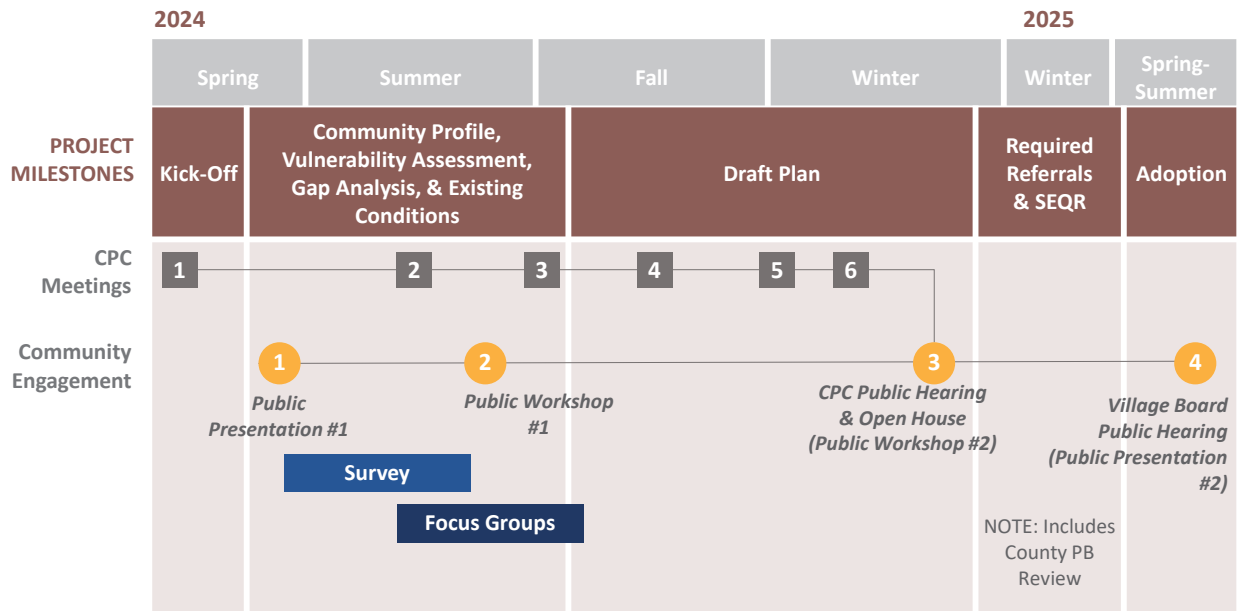 2024
2025
Spring
Summer
Fall
Winter
Winter
Spring-
Summer
PROJECT
MILESTONES
Kick-Off
Community Profile,
Vulnerability Assessment,
Gap Analysis, & Existing
Conditions
Draft Plan
Required
Referrals
& SEQR
Adoption
CPC
Meetings
1
2
3
4
5
6
Community
Engagement
1
2
3
4
Public
Presentation #1
Public Workshop
#1
CPC Public Hearing
& Open House
(Public Workshop #2)
Village Board
Public Hearing
(Public Presentation
#2)
Survey
Focus Groups
NOTE: Includes
County PB
Review